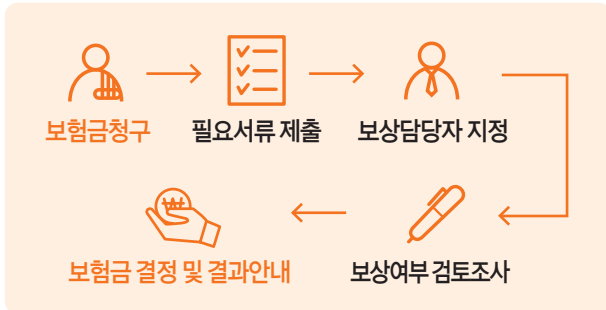 보험금청구
필요서류 제출
보상담당자 지정
보상여부 검토조사
보험금 결정 및 결과안내